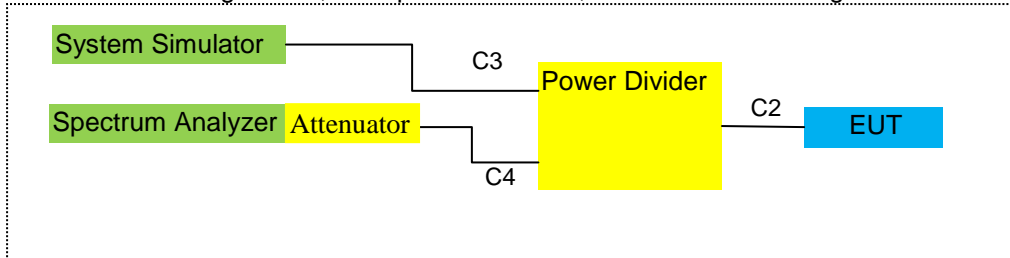 System Simulator
C3
Power Divider
Spectrum Analyzer Attenuator
C2
EUT
C4